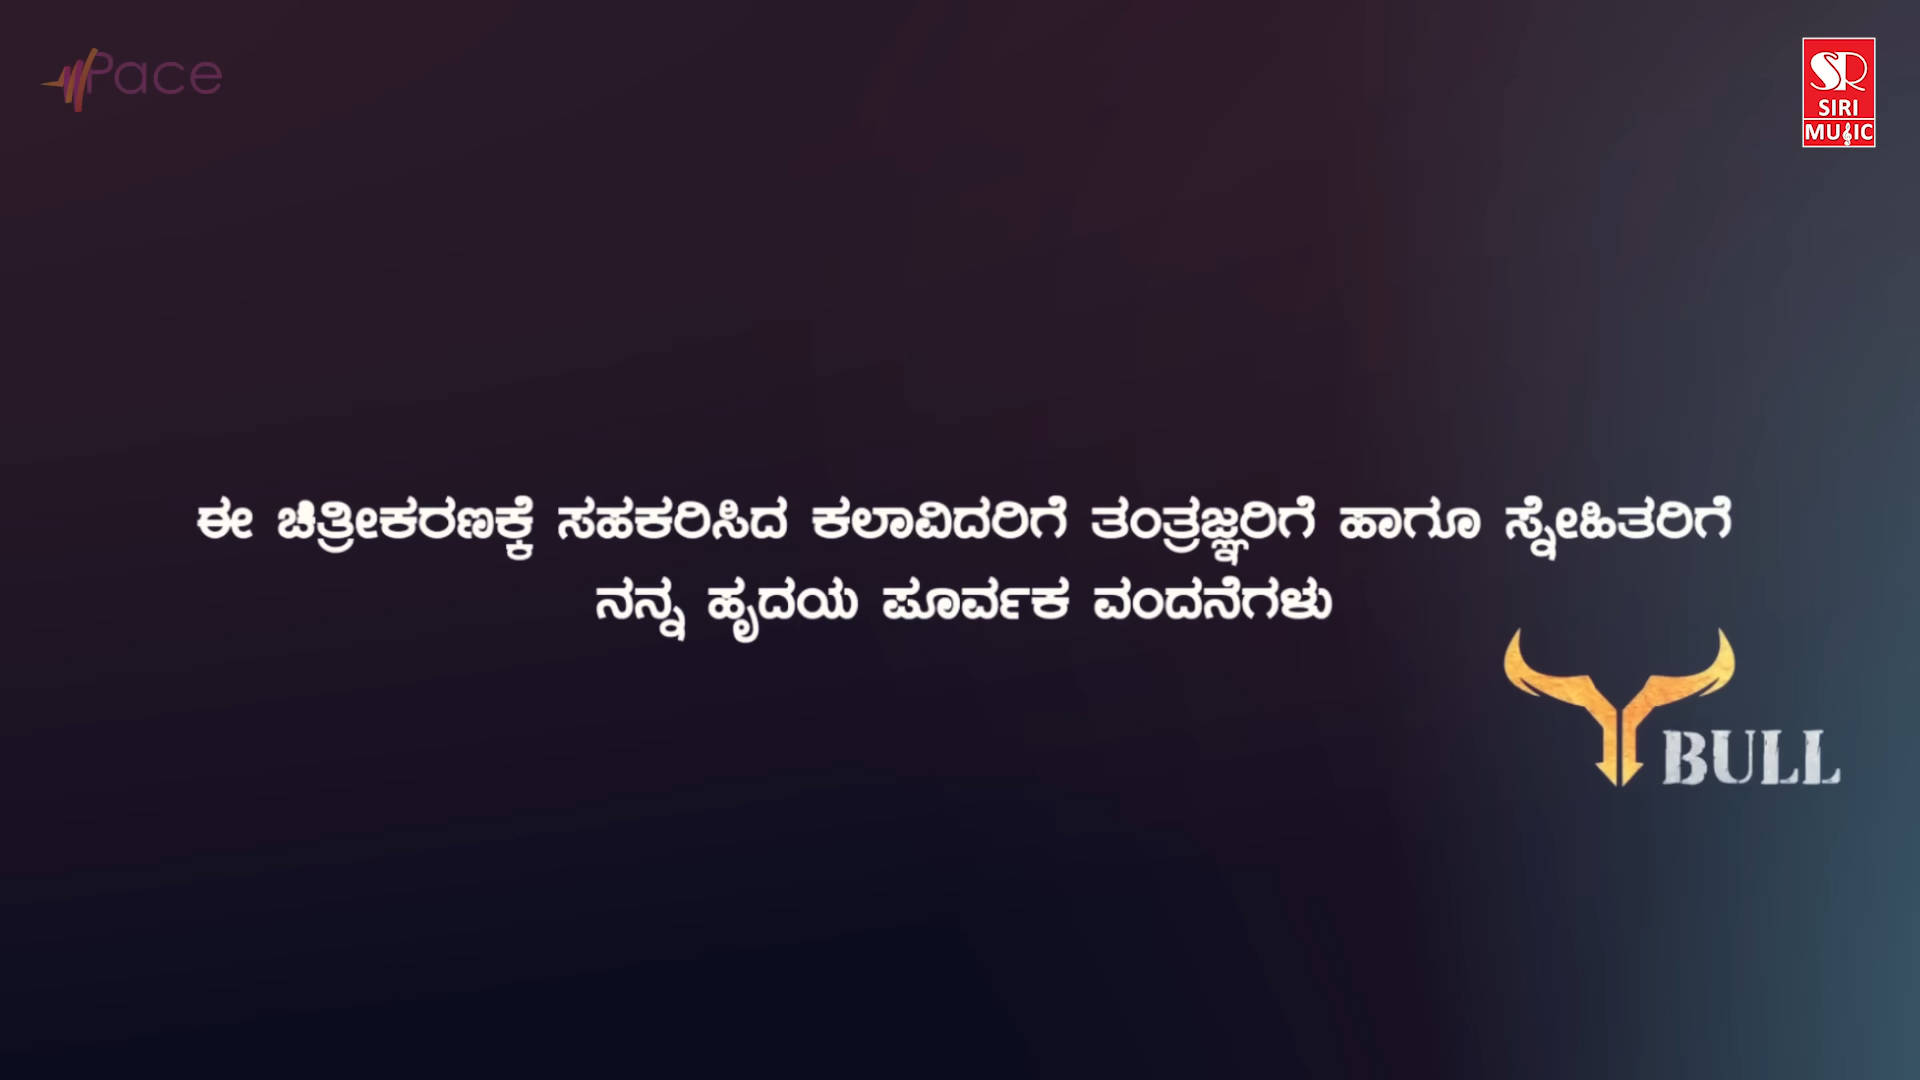 Pace
SR
SIRI
MUSIC
ಈ ಚಿತ್ರೀಕರಣಕ್ಕೆ ಸಹಕರಿಸಿದ ಕಲಾವಿದರಿಗೆ ತಂತ್ರಜ್ಞರಿಗೆ ಹಾಗೂ ಸ್ನೇಹಿತರಿಗೆ
ನನ್ನ ಹೃದಯ ಪೂರ್ವಕ ವಂದನೆಗಳು
BULL